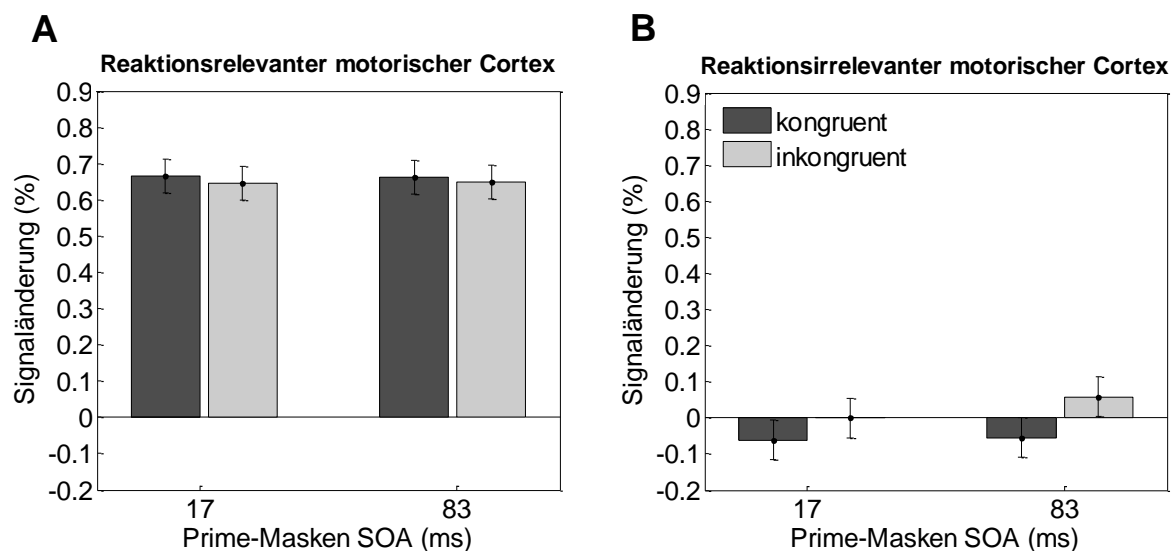 A
Reaktionsrelevanter motorischer Cortex
0.9
0.8
0.7
0.6
0.5
0.4
0.3
0.2
0.1
0
-0.1
-0.2
Signaländerung (%)
17 83
Prime-Masken SOA (ms)
B
Reaktionsirrelevanter motorischer Cortex
kongruent
inkongruent
0.9
0.8
0.7
0.6
0.5
0.4
0.3
0.2
0.1
0
-0.1
-0.2
Signaländerung (%)
17 83
Prime-Masken SOA (ms)